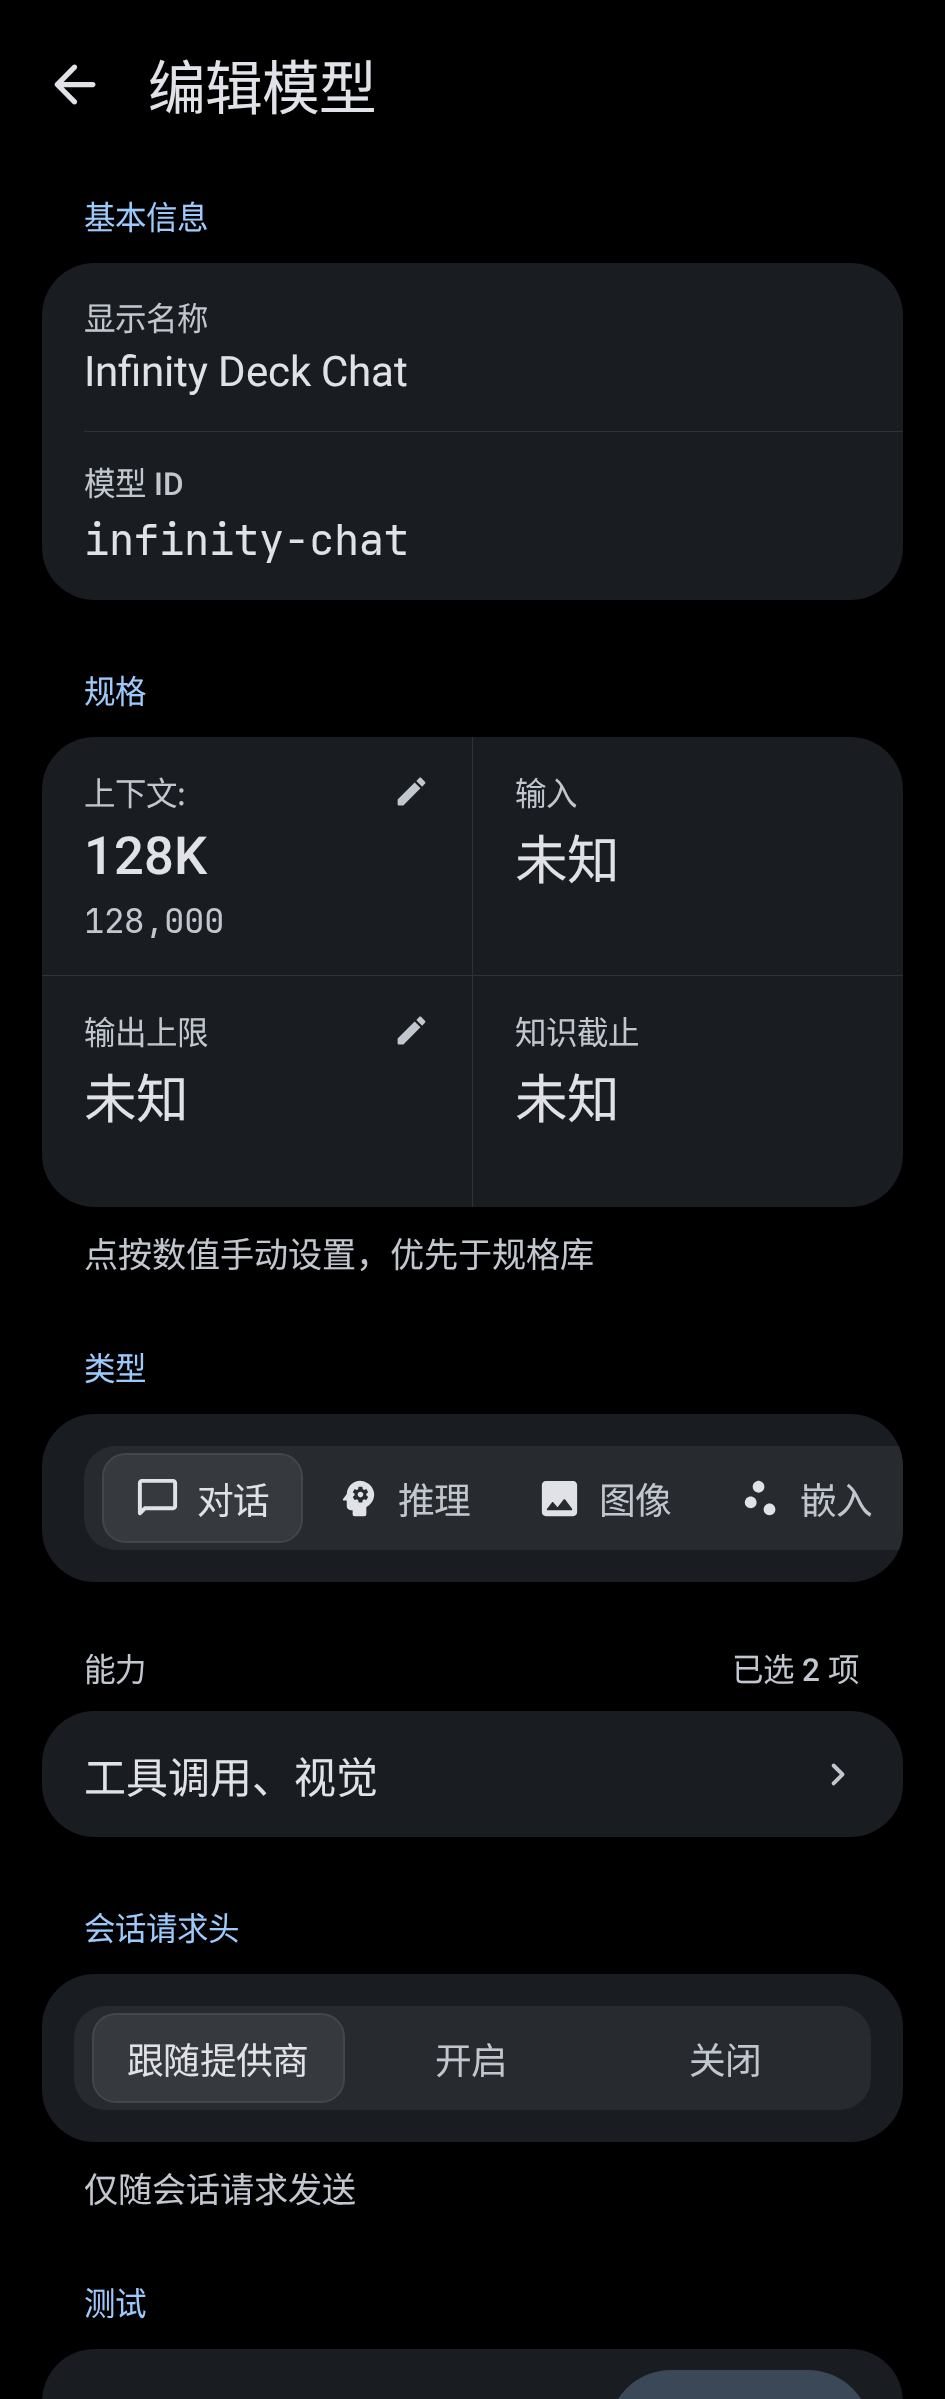 编辑模型
基本信息
显示名称
Infinity Deck Chat
模型 ID
infinity-chat
规格
上下文:
128K
128,000
输入
未知
输出上限
未知
知识截止
未知
点按数值手动设置，优先于规格库
类型
对话 推理 图像 嵌入
能力 已选 2 项
工具调用、视觉
会话请求头
跟随提供商 开启 关闭
仅随会话请求发送
测试